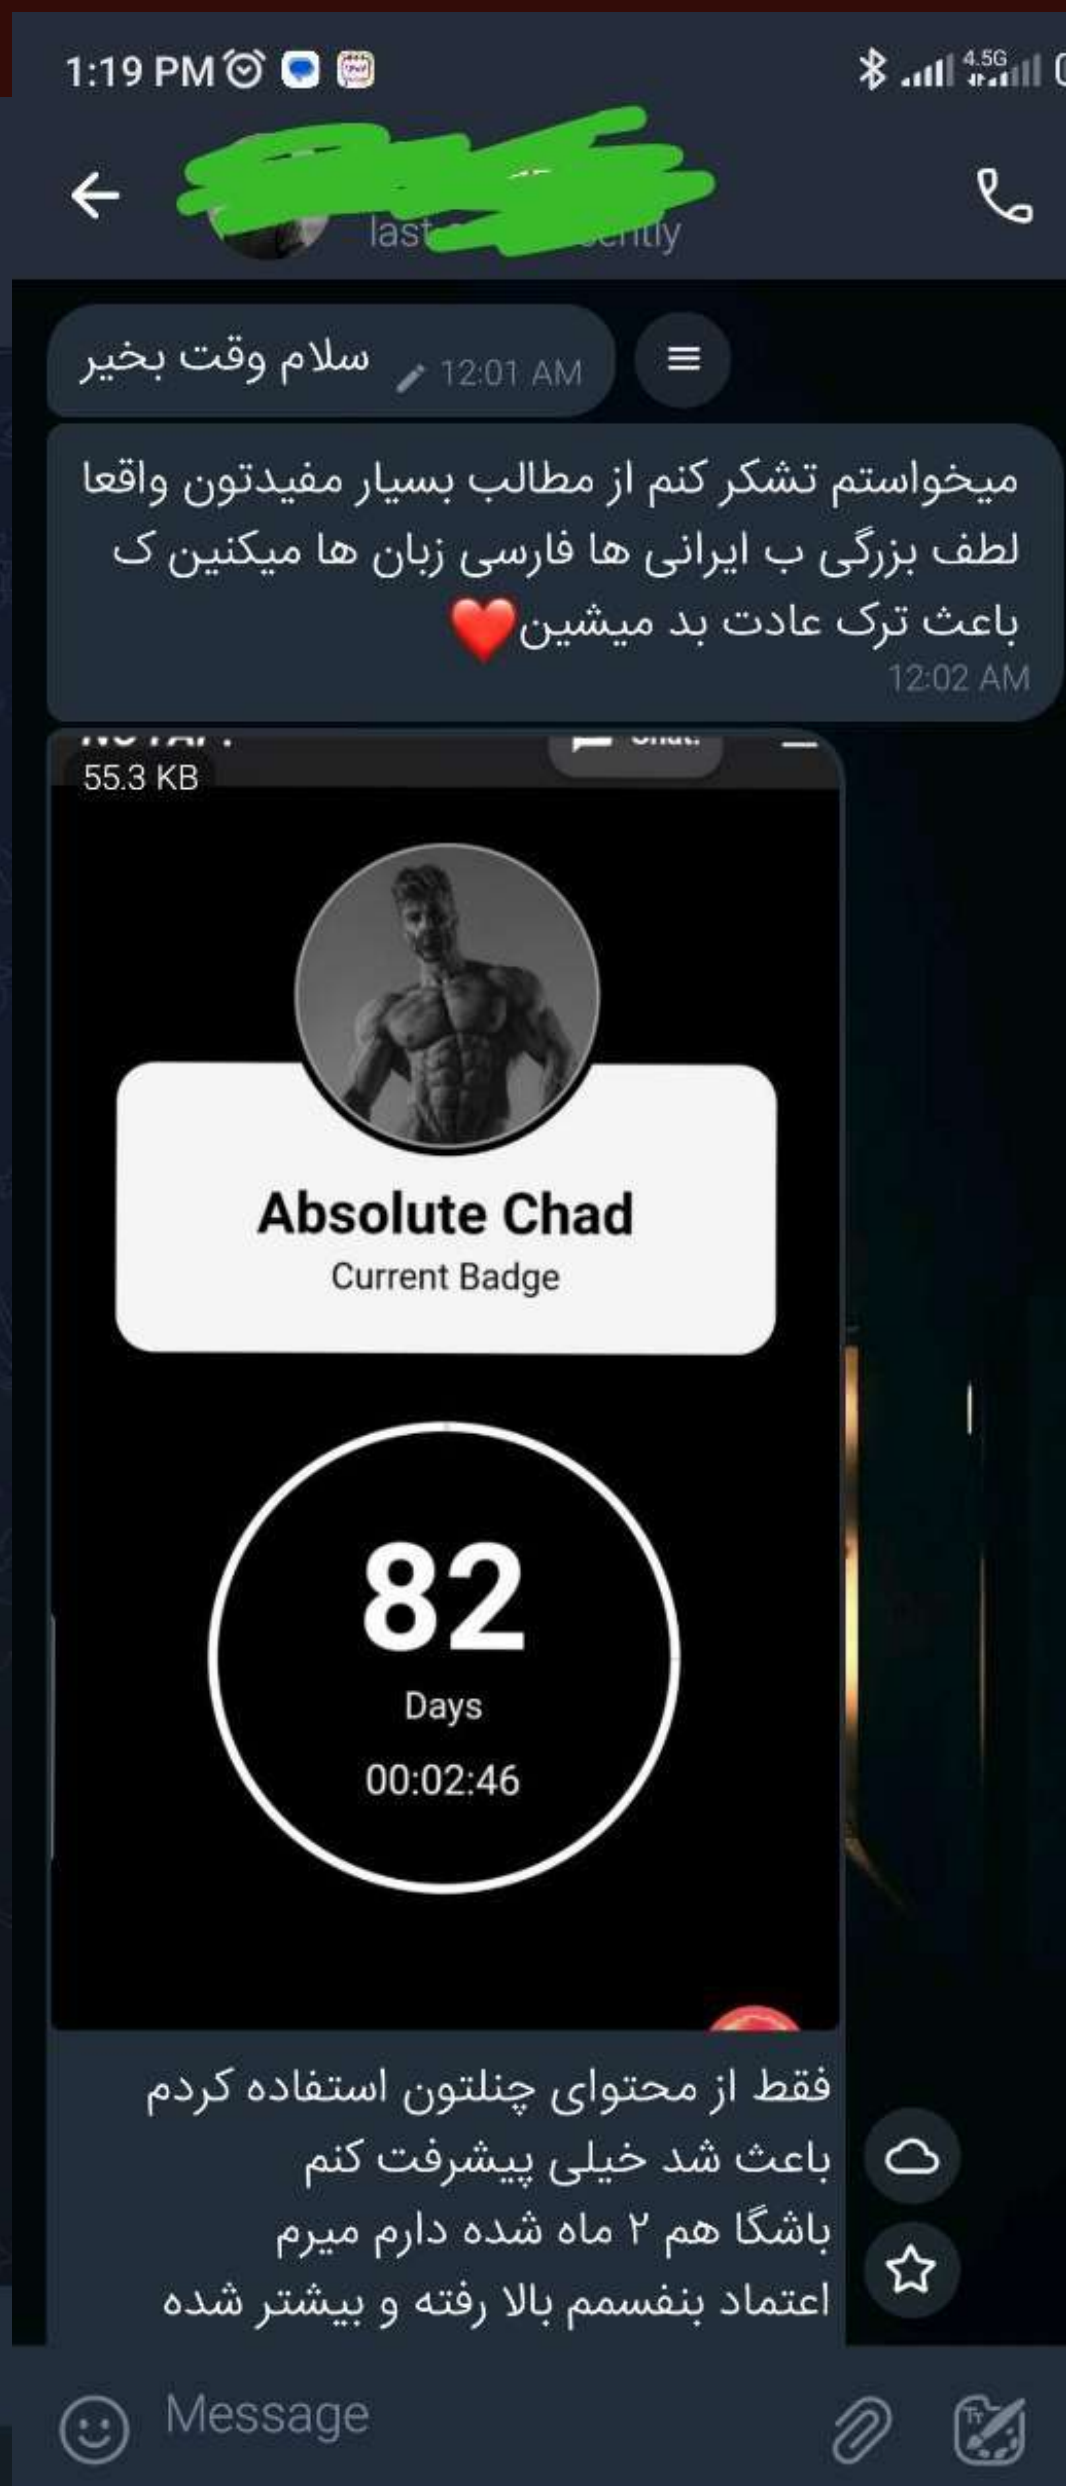 1:19 PM
4.5G
سلام وقت بخیر
12:01 AM
میخواستم تشکر کنم از مطالب بسیار مفیدتون واقعا
لطف بزرگی ب ایرانی ها فارسی زبان ها میکنین ک
باعث ترک عادت بد میشین❤️
12:02 AM
55.3 KB
Absolute Chad
Current Badge
82
Days
00:02:46
فقط از محتوای چنلتون استفاده کردم
باعث شد خیلی پیشرفت کنم
باشگا هم ۲ ماه شده دارم میرم
اعتماد بنفسمم بالا رفته و بیشتر شده
Message